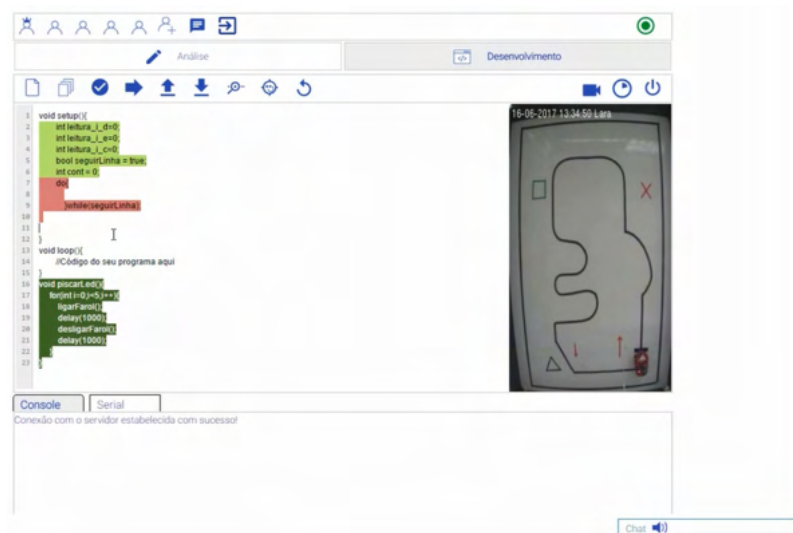 Análise
Desenvolvimento
1 void setup(){
2 int leitura_i_d=0;
3 int leitura_i_e=0;
4 int leitura_i_c=0;
5 bool seguirLinha = true;
6 int cont = 0;
7 do{
8
9 }while(seguirLinha);
10
11
12 }
13 void loop(){
14 //Código do seu programa aqui
15 }
16 void piscarLed(){
17 for(int i=0;i<5;i++){
18 ligarFarol();
19 delay(1000);
20 desligarFarol();
21 delay(1000);
22 }
23 }
16-06-2017 13:34:50 Lara
Console
Serial
Conexão com o servidor estabelecida com sucesso!
Chat